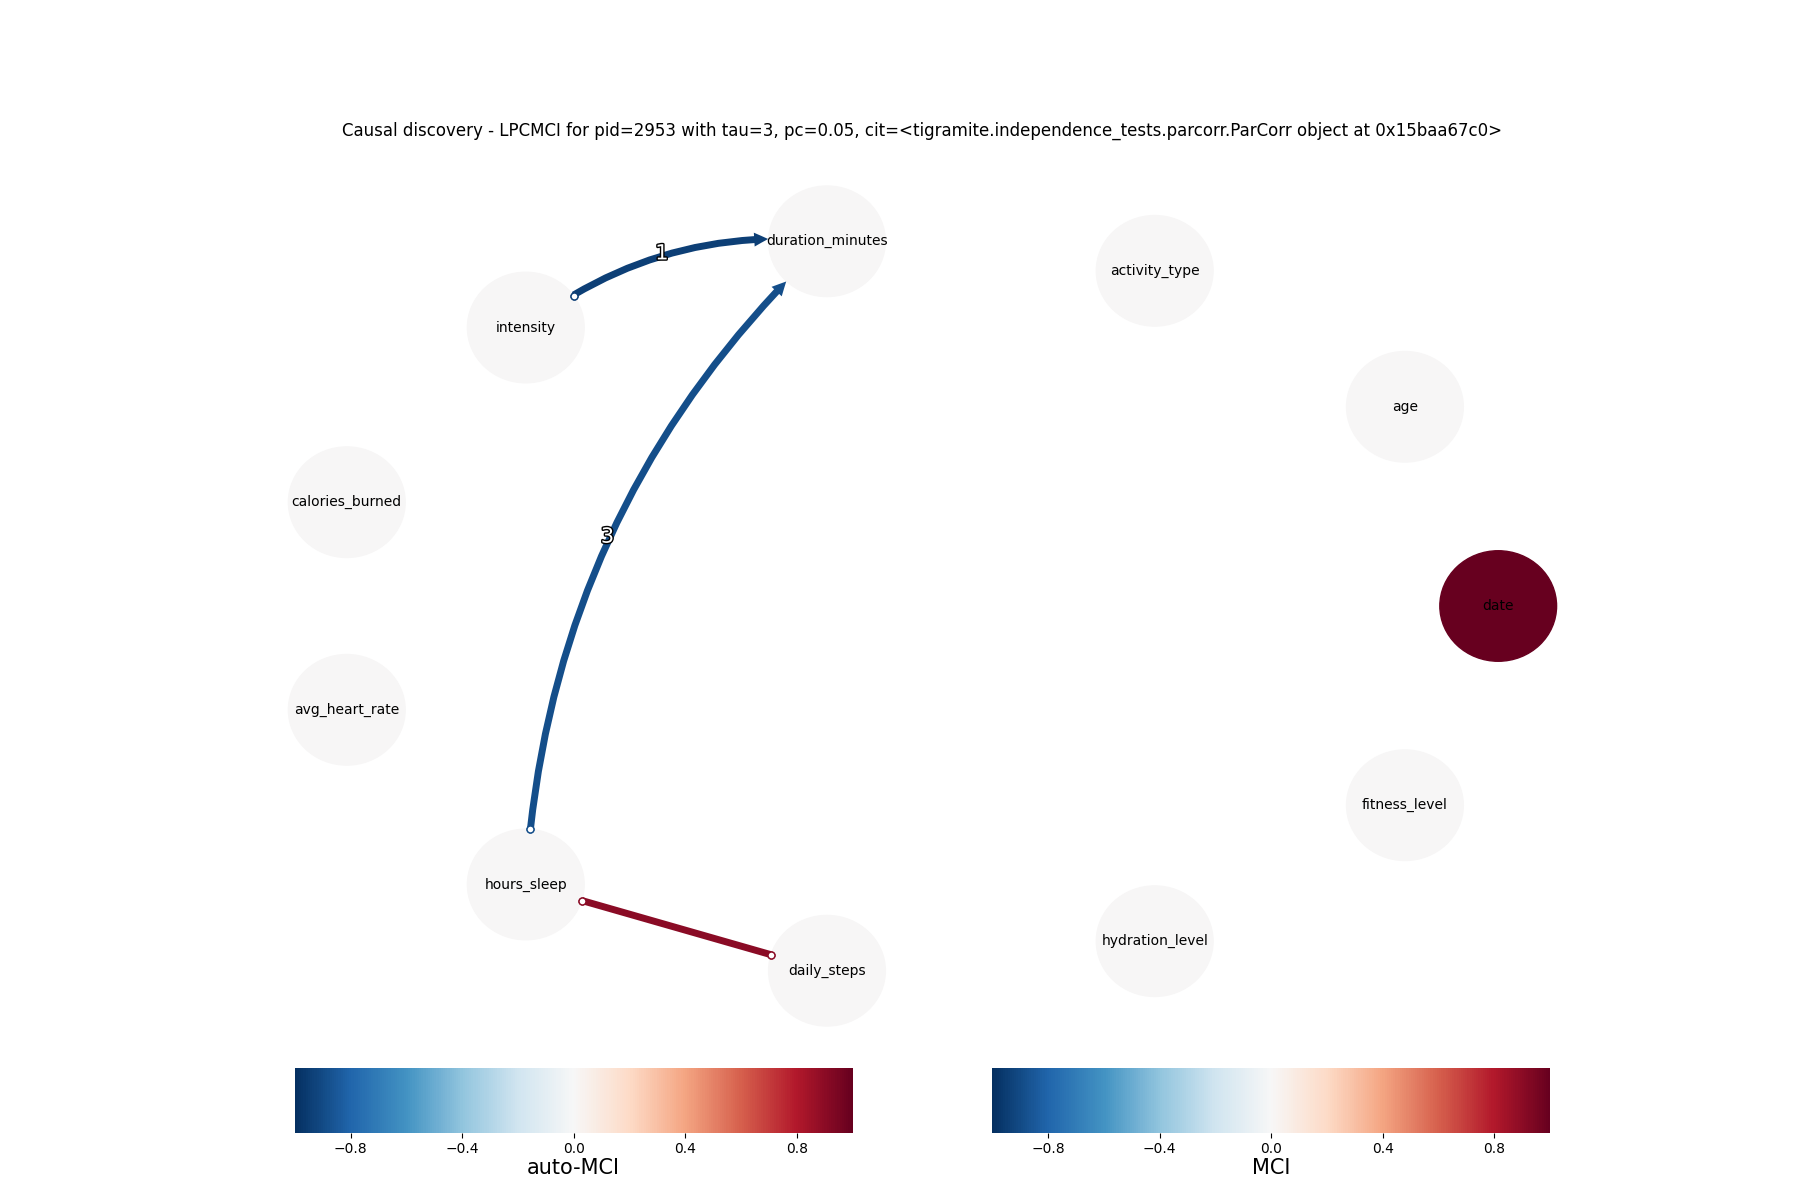 Causal discovery - LPCMCI for pid=2953 with tau=3, pc=0.05, cit=<tigramite.independence_tests.parcorr.ParCorr object at 0x15baa67c0>
duration_minutes
1
activity_type
intensity
age
calories_burned
3
date
avg_heart_rate
fitness_level
hours_sleep
hydration_level
daily_steps
−0.8 −0.4 0.0 0.4 0.8
auto-MCI
−0.8 −0.4 0.0 0.4 0.8
MCI